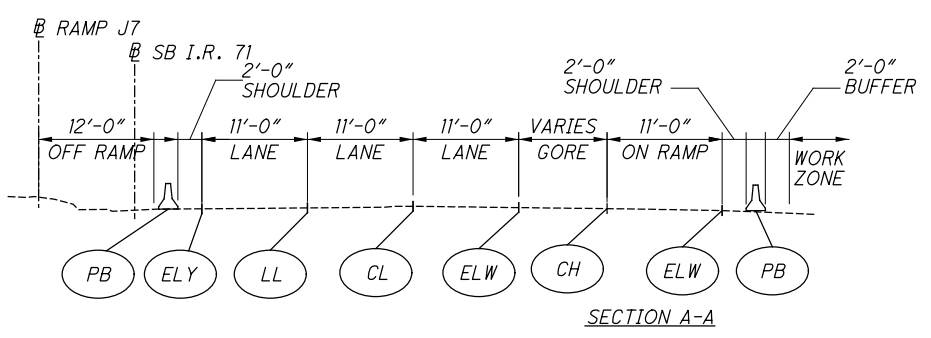 ℄ RAMP J7
℄ SB I.R. 71
2'-0"
SHOULDER
2'-0"
SHOULDER
2'-0"
BUFFER
12'-0"
OFF RAMP
11'-0"
LANE
11'-0"
LANE
11'-0"
LANE
VARIES
GORE
11'-0"
ON RAMP
WORK
ZONE
PB
ELY
LL
CL
ELW
CH
ELW
PB
SECTION A-A